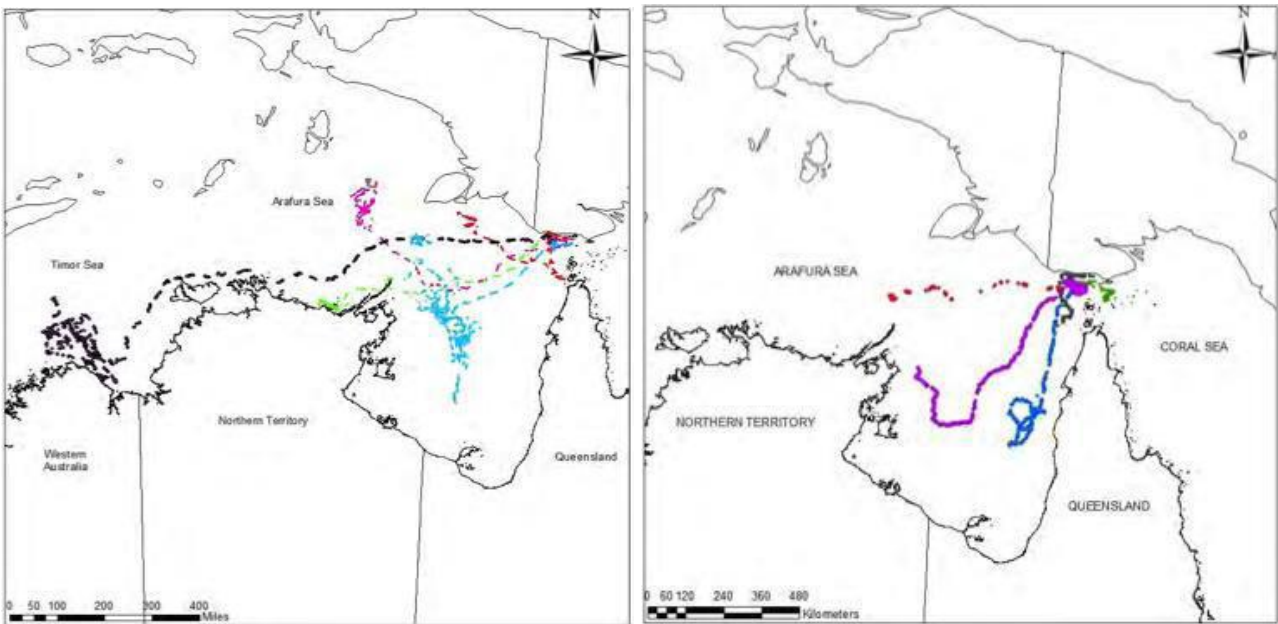 N
Arafura Sea
Timor Sea
Northern Territory
Western
Australia
Queensland
0 50 100 200 300 400
Miles
N
ARAFURA SEA
CORAL SEA
NORTHERN TERRITORY
QUEENSLAND
0 60 120 240 360 480
Kilometers